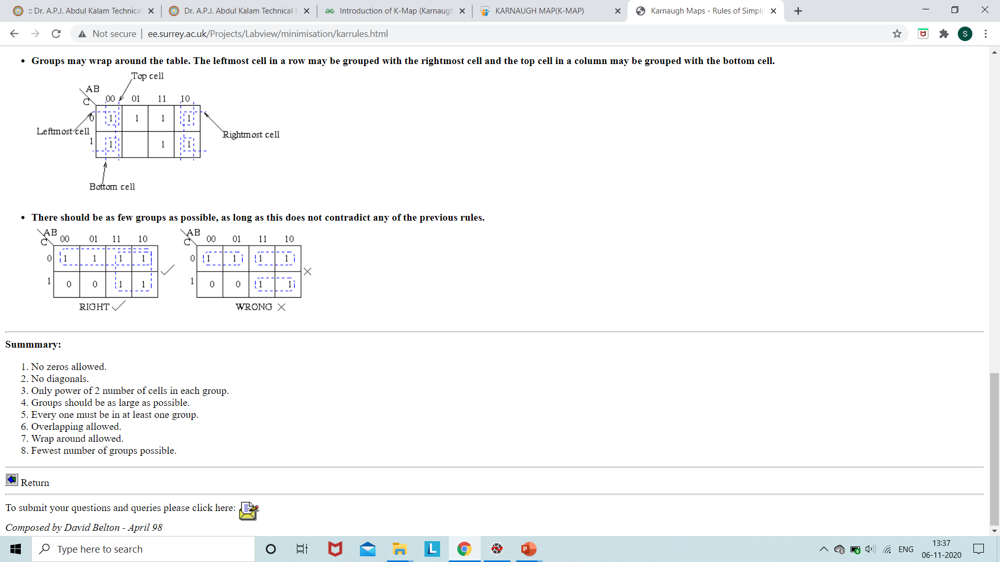 :: Dr. A.P.J. Abdul Kalam Technical
Dr. A.P.J. Abdul Kalam Technical U
Introduction of K-Map (Karnaugh
KARNAUGH MAP(K-MAP)
Karnaugh Maps - Rules of Simpli
Not secure | ee.surrey.ac.uk/Projects/Labview/minimisation/karrules.html
S
• Groups may wrap around the table. The leftmost cell in a row may be grouped with the rightmost cell and the top cell in a column may be grouped with the bottom cell.
Top cell
AB
C 00 01 11 10
0 1 1 1 1
Leftmost cell
Rightmost cell
1 1 1 1
Bottom cell
• There should be as few groups as possible, as long as this does not contradict any of the previous rules.
AB AB
C 00 01 11 10 C 00 01 11 10
0 1 1 1 1 0 1 1 1 1
1 0 0 1 1 1 0 0 1 1
RIGHT WRONG
Summmary:
1. No zeros allowed.
2. No diagonals.
3. Only power of 2 number of cells in each group.
4. Groups should be as large as possible.
5. Every one must be in at least one group.
6. Overlapping allowed.
7. Wrap around allowed.
8. Fewest number of groups possible.
Return
To submit your questions and queries please click here:
Composed by David Belton - April 98
Type here to search
L
P
ENG
13:37
06-11-2020